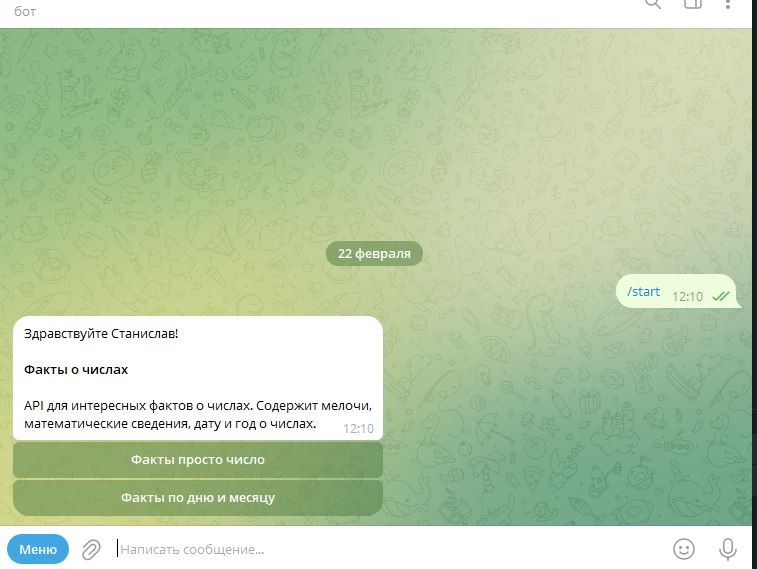 бот
22 февраля
/start 12:10
Здравствуйте Станислав!
Факты о числах
API для интересных фактов о числах. Содержит мелочи,
математические сведения, дату и год о числах. 12:10
Факты просто число
Факты по дню и месяцу
Меню Написать сообщение...